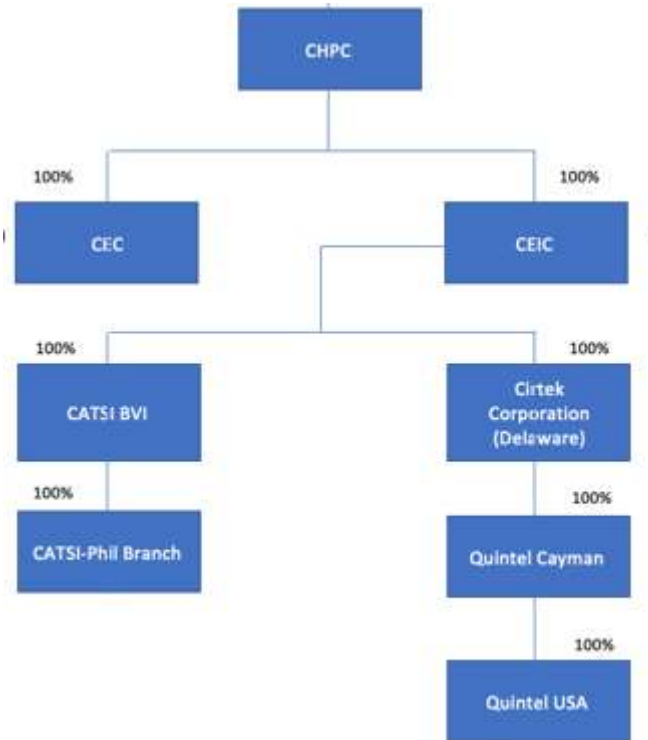 CHPC
100%
100%
CEC
CEIC
100%
100%
CATSI BVI
Cirtek
Corporation
(Delaware)
100%
100%
CATSI-Phil Branch
Quintel Cayman
100%
Quintel USA